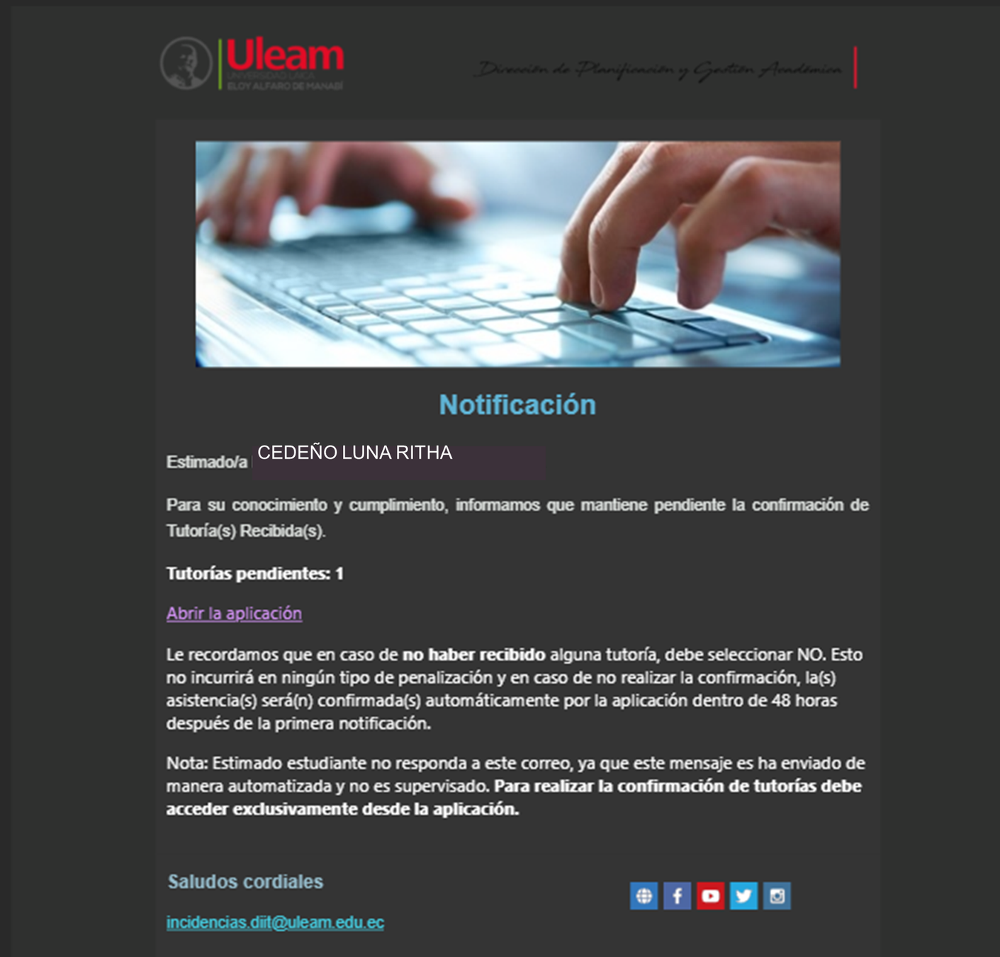 Uleam
UNIVERSIDAD LAICA
ELOY ALFARO DE MANABÍ
Dirección de Planificación y Gestión Académica
Notificación
Estimado/a CEDEÑO LUNA RITHA
Para su conocimiento y cumplimiento, informamos que mantiene pendiente la confirmación de
Tutoría(s) Recibida(s).
Tutorías pendientes: 1
Abrir la aplicación
Le recordamos que en caso de no haber recibido alguna tutoría, debe seleccionar NO. Esto
no incurrirá en ningún tipo de penalización y en caso de no realizar la confirmación, la(s)
asistencia(s) será(n) confirmada(s) automáticamente por la aplicación dentro de 48 horas
después de la primera notificación.
Nota: Estimado estudiante no responda a este correo, ya que este mensaje es ha enviado de
manera automatizada y no es supervisado. Para realizar la confirmación de tutorías debe
acceder exclusivamente desde la aplicación.
Saludos cordiales
incidencias.diit@uleam.edu.ec